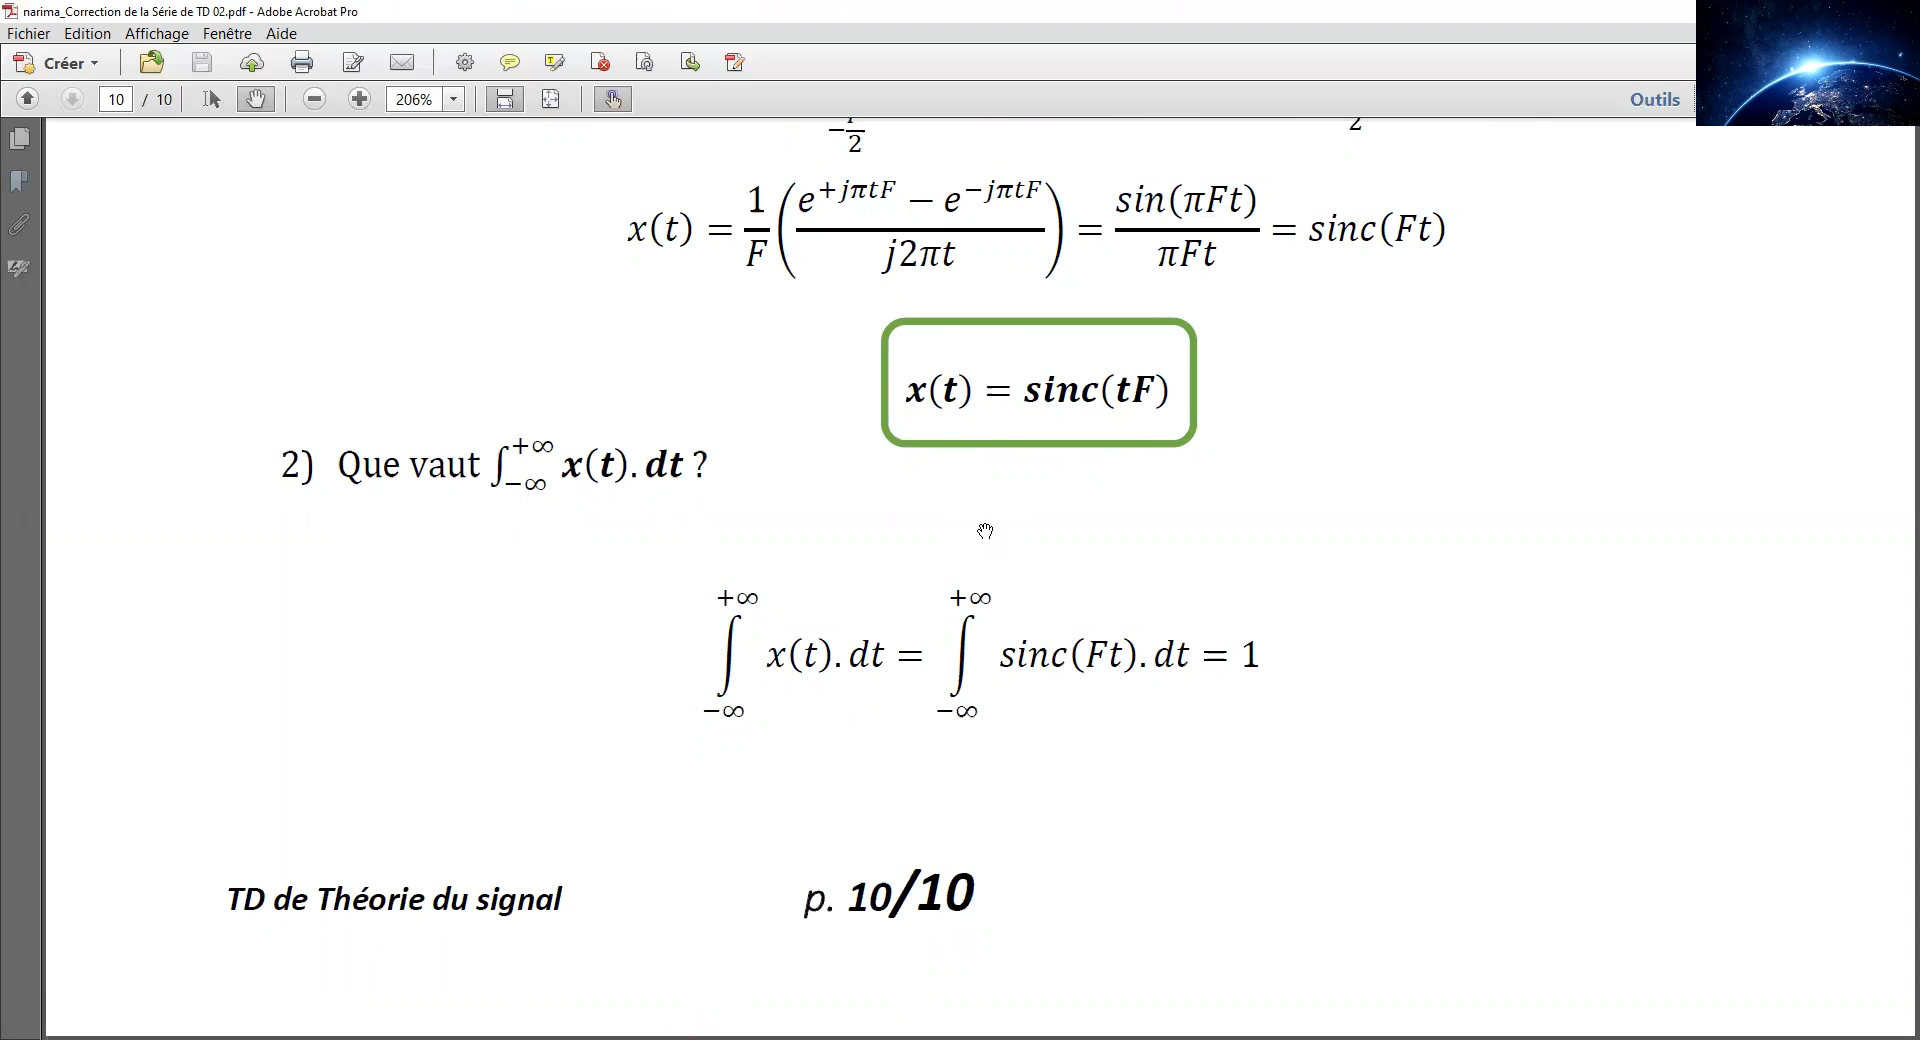 narima_Correction de la Série de TD 02.pdf - Adobe Acrobat Pro
Fichier Edition Affichage Fenêtre Aide
Créer
10 / 10 206% Outils
2 2
x(t) = 1/F ( (e^{+jπtF} − e^{−jπtF}) / j2πt ) = sin(πFt) / πFt = sinc(Ft)
x(t) = sinc(tF)
2) Que vaut ∫_{−∞}^{+∞} x(t). dt ?
∫_{−∞}^{+∞} x(t). dt = ∫_{−∞}^{+∞} sinc(Ft). dt = 1
TD de Théorie du signal p. 10/10